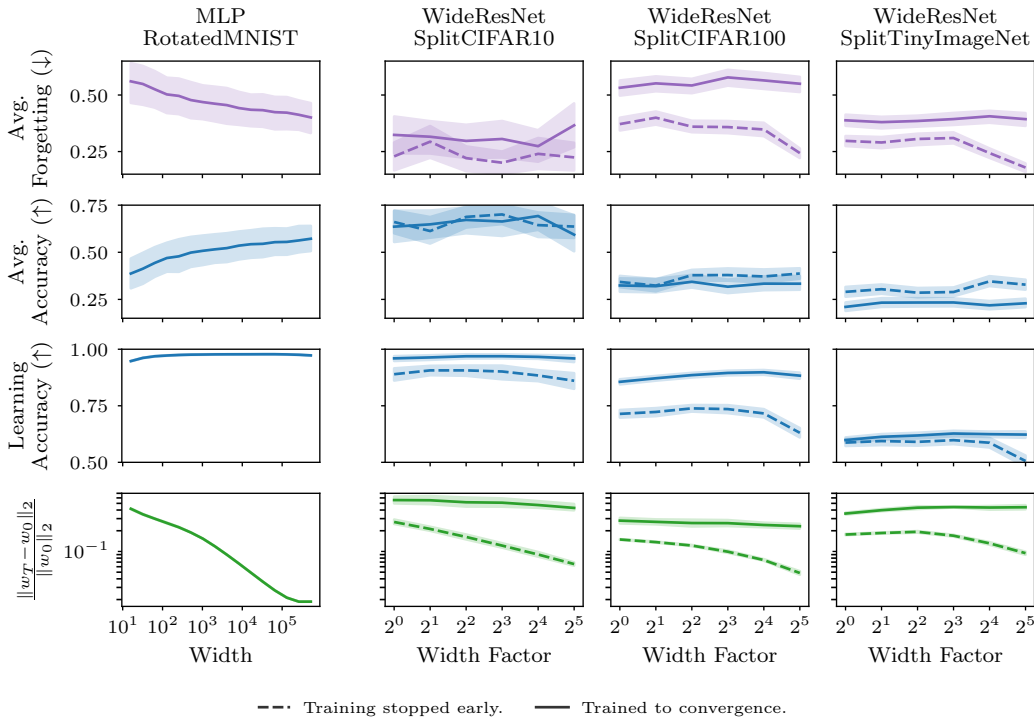 MLP
RotatedMNIST
WideResNet
SplitCIFAR10
WideResNet
SplitCIFAR100
WideResNet
SplitTinyImageNet
Avg.
Forgetting (↓)
0.50
0.25
Avg.
Accuracy (↑)
0.75
0.50
0.25
Learning
Accuracy (↑)
1.00
0.75
0.50
‖w_T − w_0‖_2
‖w_0‖_2
10^{−1}
10^1 10^2 10^3 10^4 10^5
2^0 2^1 2^2 2^3 2^4 2^5
2^0 2^1 2^2 2^3 2^4 2^5
2^0 2^1 2^2 2^3 2^4 2^5
Width
Width Factor
Width Factor
Width Factor
Training stopped early.
Trained to convergence.